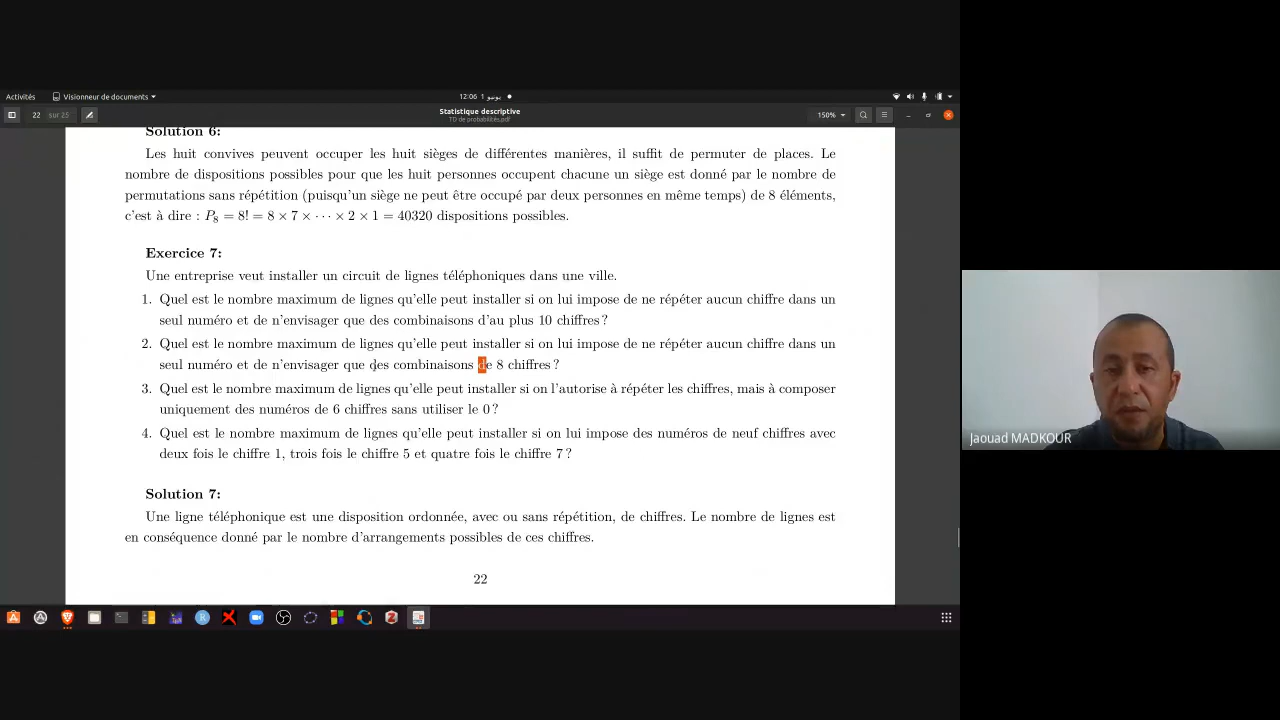 Activités
Visionneur de documents
12:06 1 يونيو
22
sur 25
Statistique descriptive
TD de probabilités.pdf
150%
Solution 6:
Les huit convives peuvent occuper les huit sièges de différentes manières, il suffit de permuter de places. Le
nombre de dispositions possibles pour que les huit personnes occupent chacune un siège est donné par le nombre de
permutations sans répétition (puisqu'un siège ne peut être occupé par deux personnes en même temps) de 8 éléments,
c'est à dire : P₈ = 8! = 8 × 7 × ··· × 2 × 1 = 40320 dispositions possibles.
Exercice 7:
Une entreprise veut installer un circuit de lignes téléphoniques dans une ville.
1. Quel est le nombre maximum de lignes qu'elle peut installer si on lui impose de ne répéter aucun chiffre dans un
seul numéro et de n'envisager que des combinaisons d'au plus 10 chiffres ?
2. Quel est le nombre maximum de lignes qu'elle peut installer si on lui impose de ne répéter aucun chiffre dans un
seul numéro et de n'envisager que des combinaisons de 8 chiffres ?
3. Quel est le nombre maximum de lignes qu'elle peut installer si on l'autorise à répéter les chiffres, mais à composer
uniquement des numéros de 6 chiffres sans utiliser le 0 ?
4. Quel est le nombre maximum de lignes qu'elle peut installer si on lui impose des numéros de neuf chiffres avec
deux fois le chiffre 1, trois fois le chiffre 5 et quatre fois le chiffre 7 ?
Solution 7:
Une ligne téléphonique est une disposition ordonnée, avec ou sans répétition, de chiffres. Le nombre de lignes est
en conséquence donné par le nombre d'arrangements possibles de ces chiffres.
22
Jaouad MADKOUR